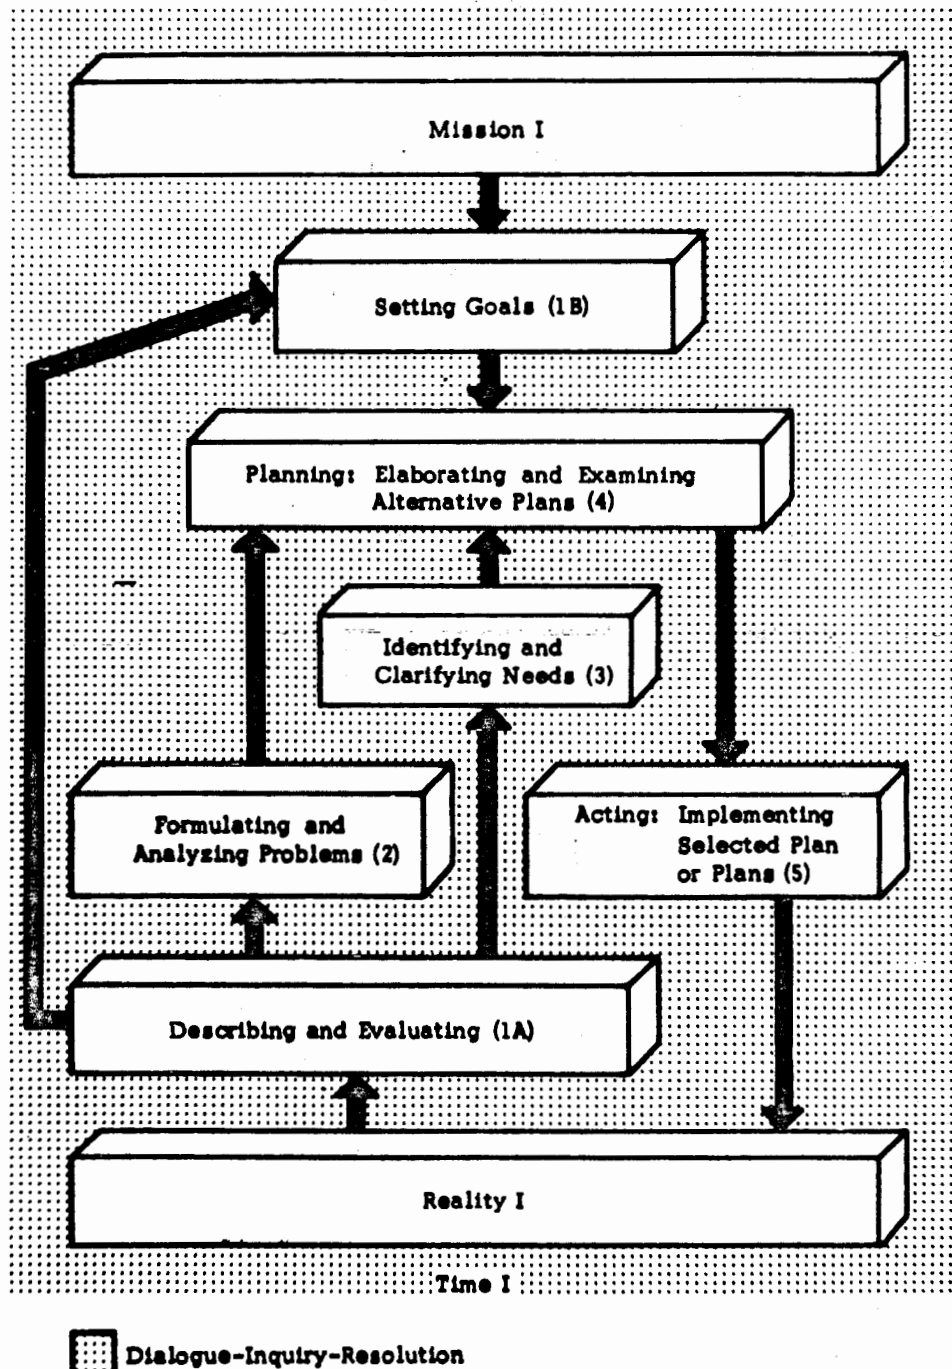 Mission I
Setting Goals (1B)
Planning: Elaborating and Examining
Alternative Plans (4)
Identifying and
Clarifying Needs (3)
Formulating and
Analyzing Problems (2)
Acting: Implementing
Selected Plan
or Plans (5)
Describing and Evaluating (1A)
Reality I
Time I
Dialogue-Inquiry-Resolution